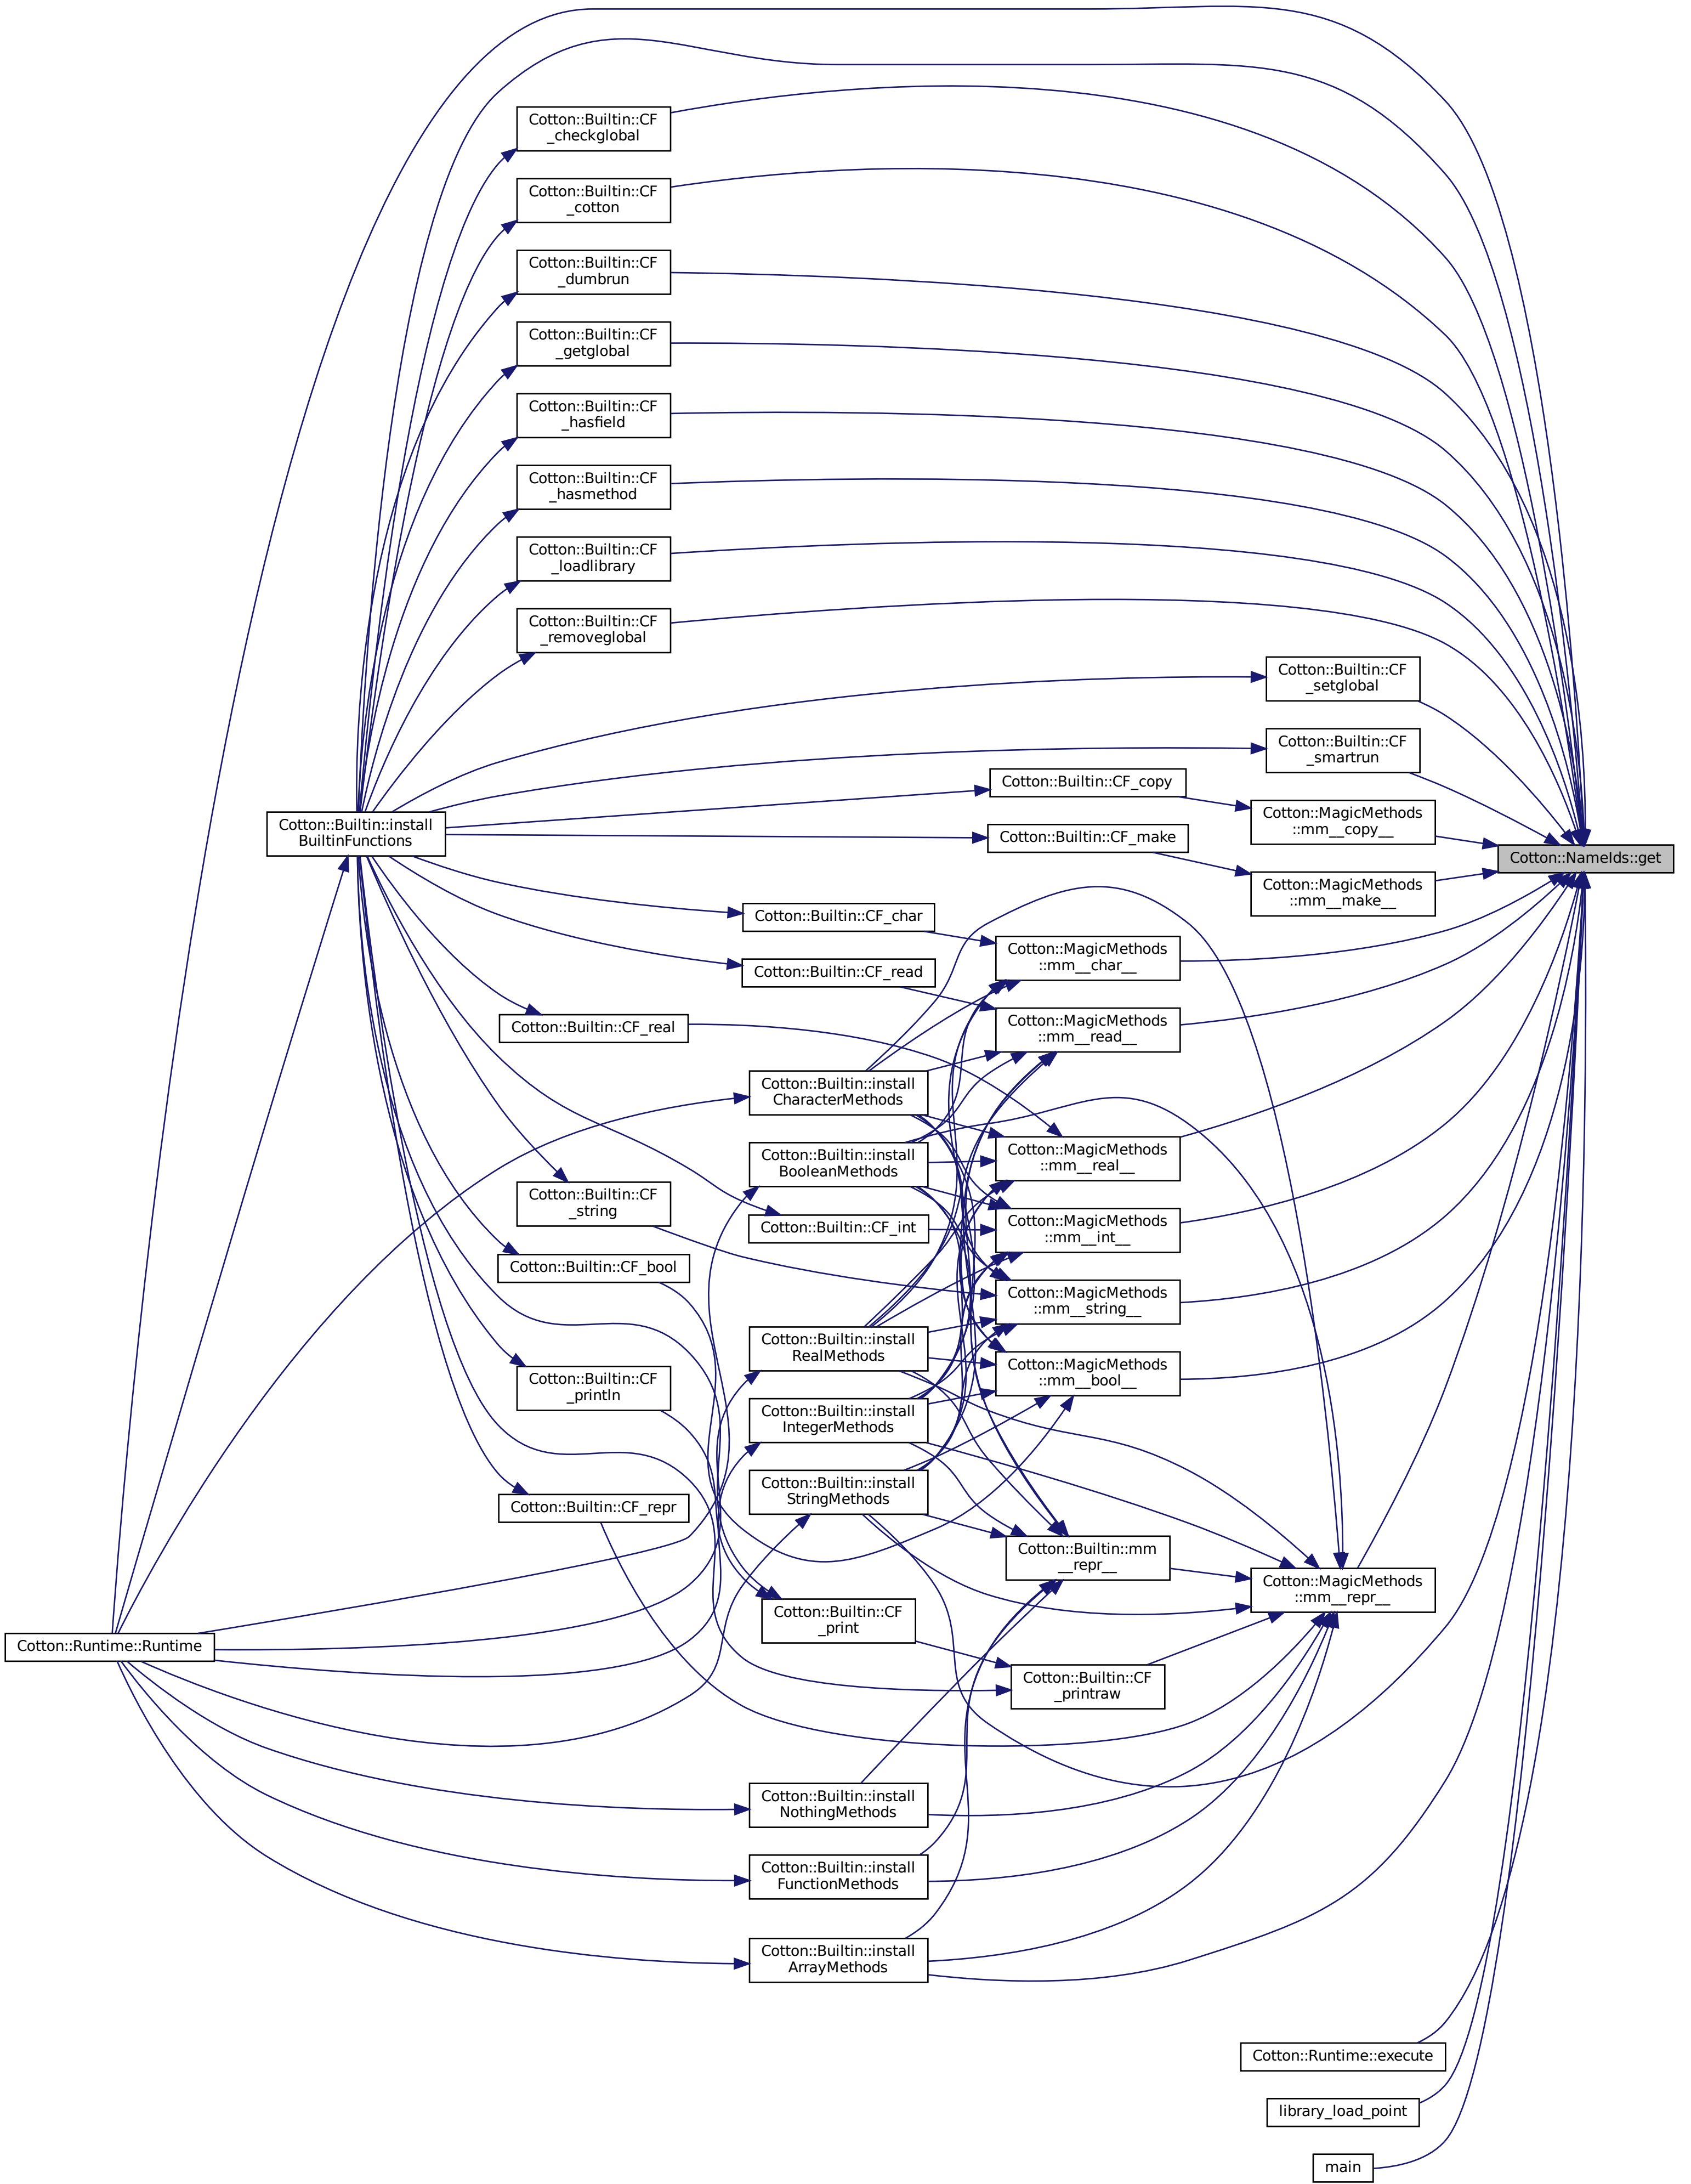 Cotton::Builtin::CF
_checkglobal
Cotton::Builtin::CF
_cotton
Cotton::Builtin::CF
_dumbrun
Cotton::Builtin::CF
_getglobal
Cotton::Builtin::CF
_hasfield
Cotton::Builtin::CF
_hasmethod
Cotton::Builtin::CF
_loadlibrary
Cotton::Builtin::CF
_removeglobal
Cotton::Builtin::CF
_setglobal
Cotton::Builtin::CF
_smartrun
Cotton::Builtin::CF_copy
Cotton::MagicMethods
::mm__copy__
Cotton::Builtin::install
BuiltinFunctions
Cotton::Builtin::CF_make
Cotton::NameIds::get
Cotton::MagicMethods
::mm__make__
Cotton::Builtin::CF_char
Cotton::MagicMethods
::mm__char__
Cotton::Builtin::CF_read
Cotton::Builtin::CF_real
Cotton::MagicMethods
::mm__read__
Cotton::Builtin::install
CharacterMethods
Cotton::Builtin::install
BooleanMethods
Cotton::MagicMethods
::mm__real__
Cotton::Builtin::CF
_string
Cotton::Builtin::CF_int
Cotton::MagicMethods
::mm__int__
Cotton::Builtin::CF_bool
Cotton::MagicMethods
::mm__string__
Cotton::Builtin::install
RealMethods
Cotton::MagicMethods
::mm__bool__
Cotton::Builtin::CF
_println
Cotton::Builtin::install
IntegerMethods
Cotton::Builtin::install
StringMethods
Cotton::Builtin::CF_repr
Cotton::Builtin::mm
__repr__
Cotton::MagicMethods
::mm__repr__
Cotton::Builtin::CF
_print
Cotton::Runtime::Runtime
Cotton::Builtin::CF
_printraw
Cotton::Builtin::install
NothingMethods
Cotton::Builtin::install
FunctionMethods
Cotton::Builtin::install
ArrayMethods
Cotton::Runtime::execute
library_load_point
main